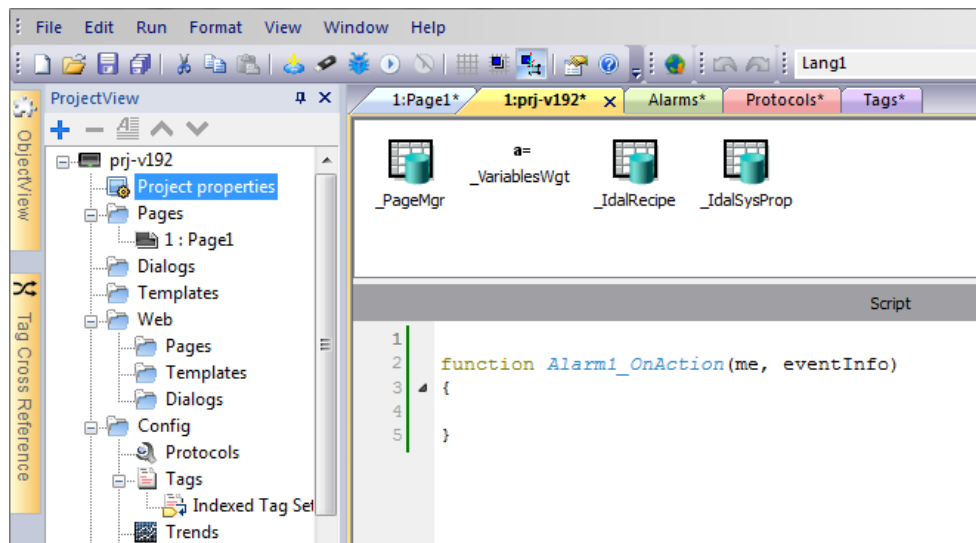 File Edit Run Format View Window Help
Lang1
ObjectView
Tag Cross Reference
ProjectView
prj-v192
Project properties
Pages
1 : Page1
Dialogs
Templates
Web
Pages
Templates
Dialogs
Config
Protocols
Tags
Indexed Tag Set
Trends
1:Page1* 1:prj-v192* Alarms* Protocols* Tags*
a=
_PageMgr _VariablesWgt _IdalRecipe _IdalSysProp
Script
1
2 function Alarm1_OnAction(me, eventInfo)
3 {
4
5 }